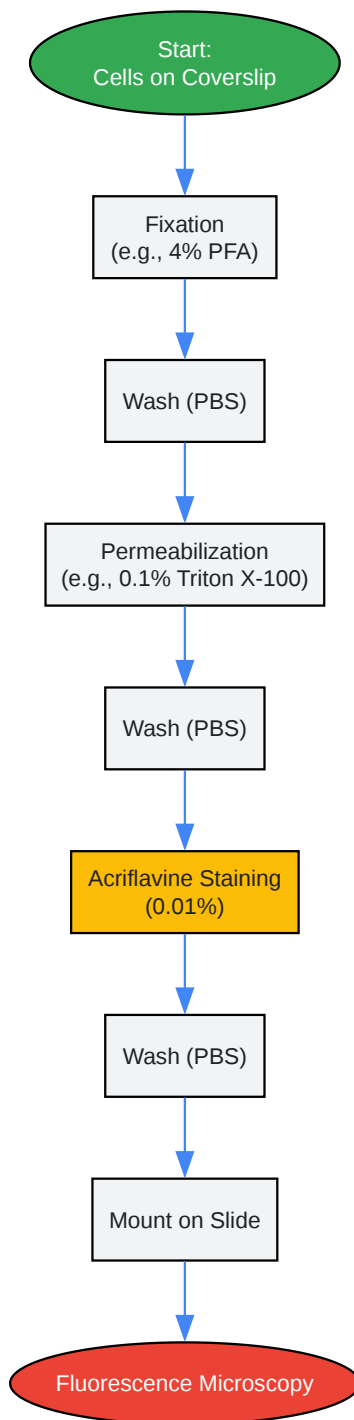 Start:
Cells on Coverslip
Fixation
(e.g., 4% PFA)
Wash (PBS)
Permeabilization
(e.g., 0.1% Triton X-100)
Wash (PBS)
Acriflavine Staining
(0.01%)
Wash (PBS)
Mount on Slide
Fluorescence Microscopy